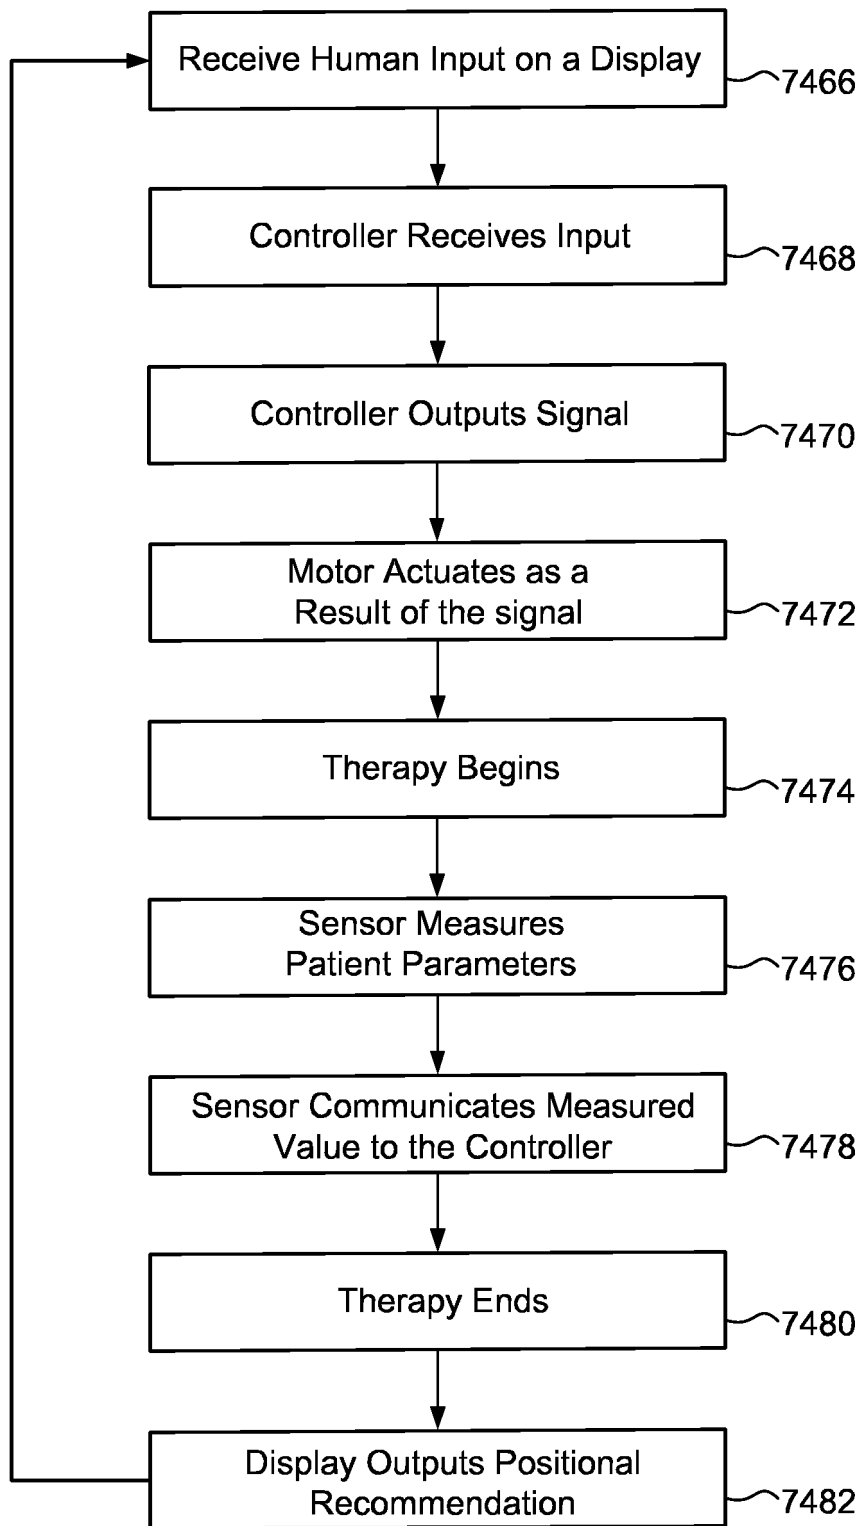 Receive Human Input on a Display
7466
Controller Receives Input
7468
Controller Outputs Signal
7470
Motor Actuates as a
Result of the signal
7472
Therapy Begins
7474
Sensor Measures
Patient Parameters
7476
Sensor Communicates Measured
Value to the Controller
7478
Therapy Ends
7480
Display Outputs Positional
Recommendation
7482